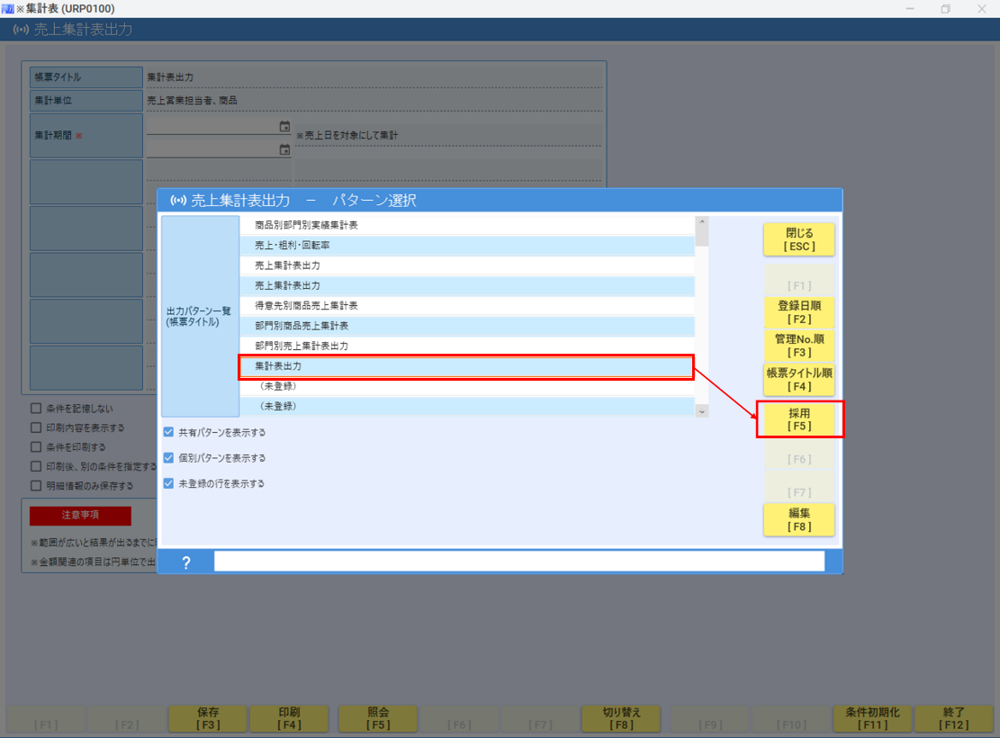 ※集計表 (URP0100)
売上集計表出力
帳票タイトル 集計表出力
集計単位 売上営業担当者、商品
集計期間 ※
※売上日を対象にして集計
売上集計表出力 － パターン選択
出力パターン一覧
(帳票タイトル)
商品別部門別実績集計表
売上・粗利・回転率
売上集計表出力
売上集計表出力
得意先別商品売上集計表
部門別商品売上集計表
部門別売上集計表出力
集計表出力
（未登録）
（未登録）
閉じる
[ ESC ]
[ F1 ]
登録日順
[ F2 ]
管理No.順
[ F3 ]
帳票タイトル順
[ F4 ]
採用
[ F5 ]
[ F6 ]
[ F7 ]
編集
[ F8 ]
共有パターンを表示する
個別パターンを表示する
未登録の行を表示する
?
条件を記憶しない
印刷内容を表示する
条件を印刷する
印刷後、別の条件を指定する
明細情報のみ保存する
注意事項
※範囲が広いと結果が出るまでに
※金額関連の項目は円単位で出
[ F1 ]
[ F2 ]
保存
[ F3 ]
印刷
[ F4 ]
照会
[ F5 ]
[ F6 ]
[ F7 ]
切り替え
[ F8 ]
[ F9 ]
[ F10 ]
条件初期化
[ F11 ]
終了
[ F12 ]